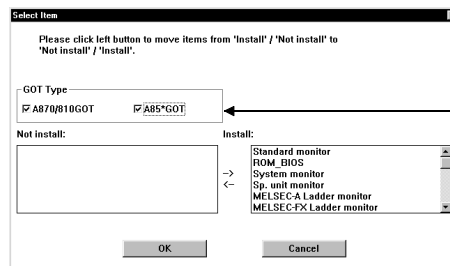 Select Item
Please click left button to move items from 'Install' / 'Not install' to
'Not install' / 'Install'.
GOT Type
A870/810GOT
A85*GOT
Not install:
Install:
Standard monitor
ROM_BIOS
System monitor
Sp. unit monitor
MELSEC-A Ladder monitor
MELSEC-FX Ladder monitor
->
<-
OK
Cancel